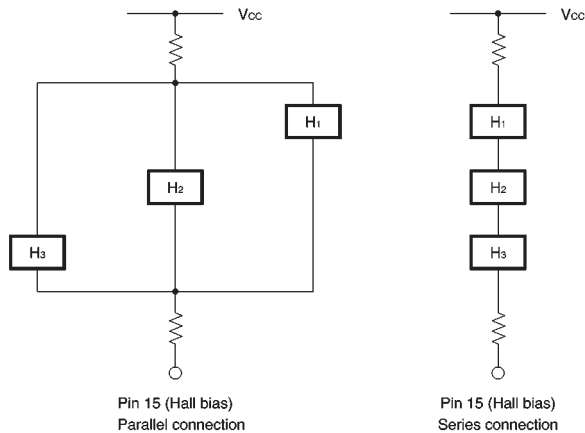 VCC
VCC
H1
H1
H2
H2
H3
H3
Pin 15 (Hall bias)
Parallel connection
Pin 15 (Hall bias)
Series connection